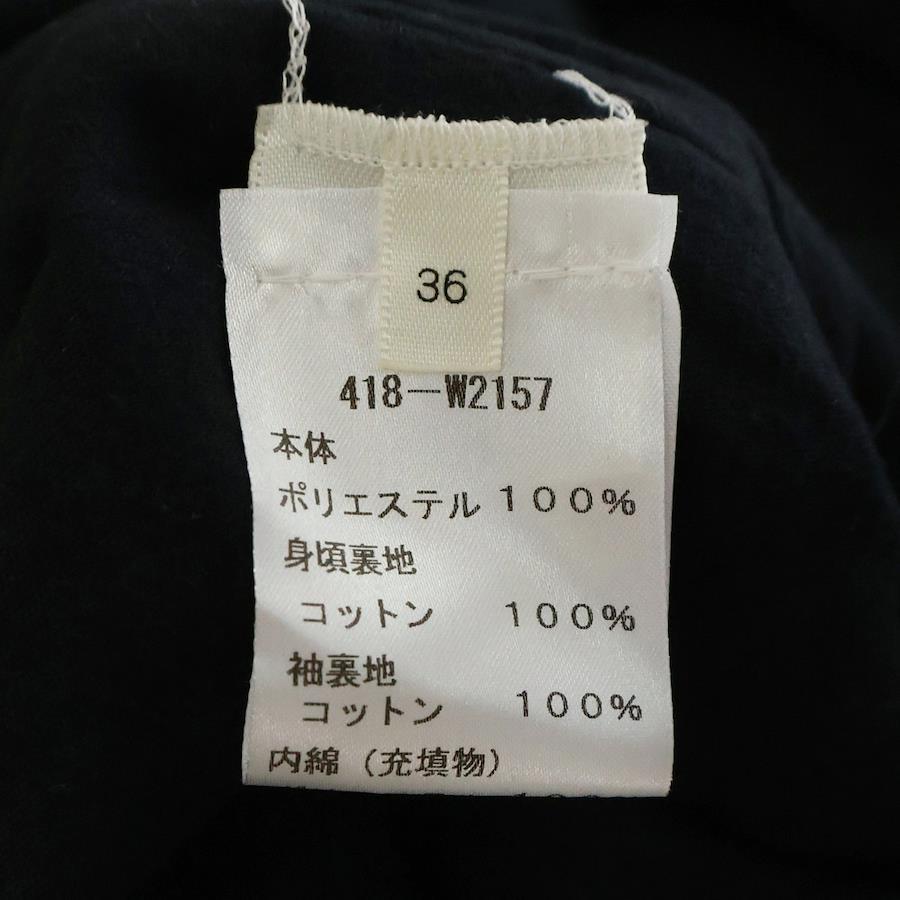 36
418-W2157
本体
ポリエステル 100%
身頃裏地
コットン 100%
袖裏地
コットン 100%
内綿(充填物)